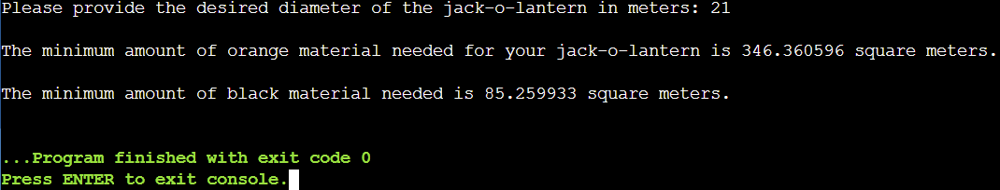 Please provide the desired diameter of the jack-o-lantern in meters: 21
The minimum amount of orange material needed for your jack-o-lantern is 346.360596 square meters.
The minimum amount of black material needed is 85.259933 square meters.
...Program finished with exit code 0
Press ENTER to exit console.